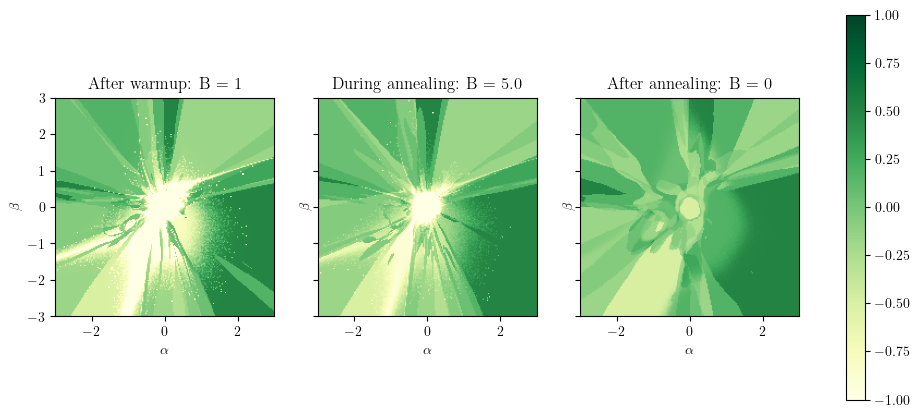 After warmup: B = 1
During annealing: B = 5.0
After annealing: B = 0
3
2
1
0
−1
−2
−3
β
β
β
−2 0 2
−2 0 2
−2 0 2
α
α
α
1.00
0.75
0.50
0.25
0.00
−0.25
−0.50
−0.75
−1.00